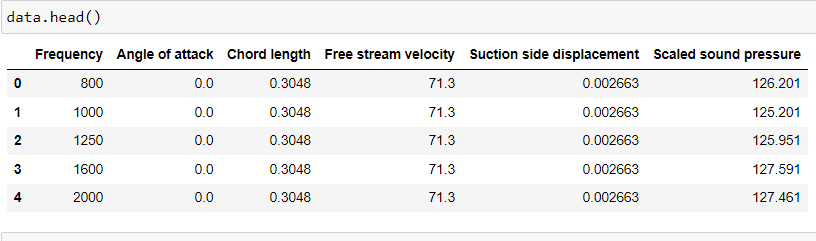 data.head()
Frequency Angle of attack Chord length Free stream velocity Suction side displacement Scaled sound pressure
0 800 0.0 0.3048 71.3 0.002663 126.201
1 1000 0.0 0.3048 71.3 0.002663 125.201
2 1250 0.0 0.3048 71.3 0.002663 125.951
3 1600 0.0 0.3048 71.3 0.002663 127.591
4 2000 0.0 0.3048 71.3 0.002663 127.461